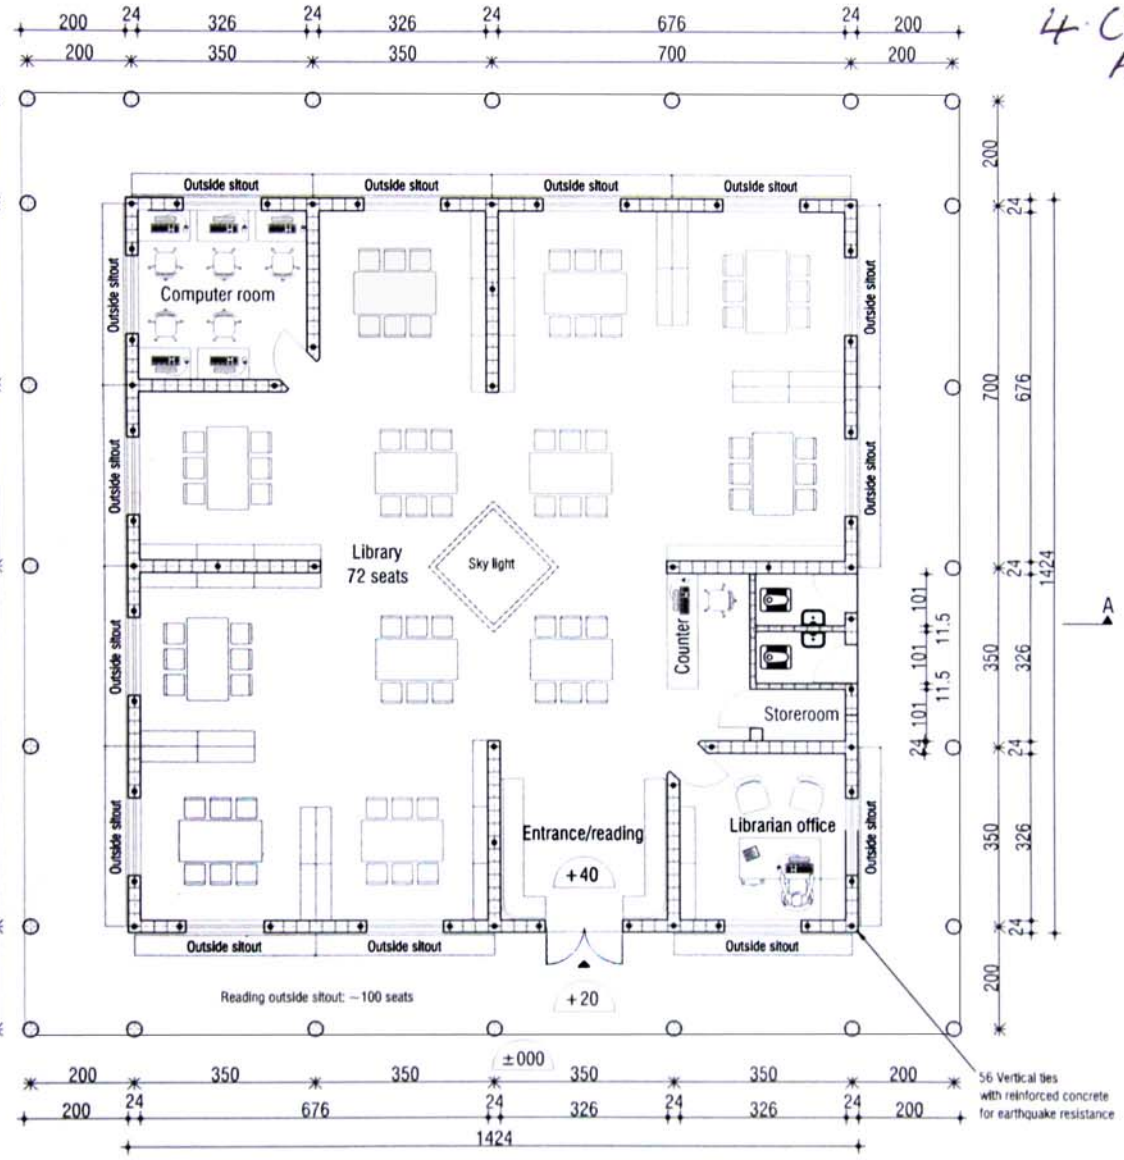 4. C
200 24 326 24 326 24 676 24 200
200 350 350 700 200
Outside sitout Outside sitout Outside sitout Outside sitout
200
24
Computer room
Outside sitout
Outside sitout
700
676
Outside sitout
Outside sitout
Library
72 seats
Sky light
24
1424
101
11.5
101
11.5
101
24
350
326
A
Counter
Outside sitout
Storeroom
24
Outside sitout
Entrance/reading
+40
Librarian office
Outside sitout
350
326
24
Outside sitout Outside sitout Outside sitout
Reading outside sitout: ~100 seats
+20
200
±000
200 350 350 350 350 200
200 24 676 24 326 24 326 24 200
1424
56 Vertical ties
with reinforced concrete
for earthquake resistance